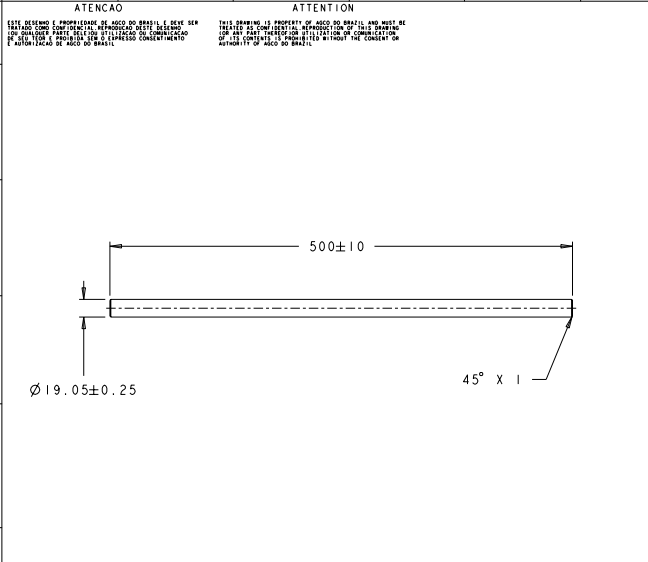 ATENCAO
ESTE DESENHO E PROPRIEDADE DE AGCO DO BRASIL E DEVE SER
TRATADO COMO CONFIDENCIAL.REPRODUCAO DESTE DESENHO
(OU QUALQUER PARTE DELE)OU UTILIZACAO OU COMUNICACAO
DE SEU TEOR E PROIBIDA SEM O EXPRESSO CONSENTIMENTO
E AUTORIZACAO DE AGCO DO BRASIL
ATTENTION
THIS DRAWING IS PROPERTY OF AGCO DO BRAZIL AND MUST BE
TREATED AS CONFIDENTIAL.REPRODUCTION OF THIS DRAWING
(OR ANY PART THEREOF)OR UTILIZATION OR COMUNICATION
OF ITS CONTENTS IS PROHIBITED WITHOUT THE CONSENT OR
AUTHORITY OF AGCO DO BRAZIL
500±10
Ø19.05±0.25
45° X 1